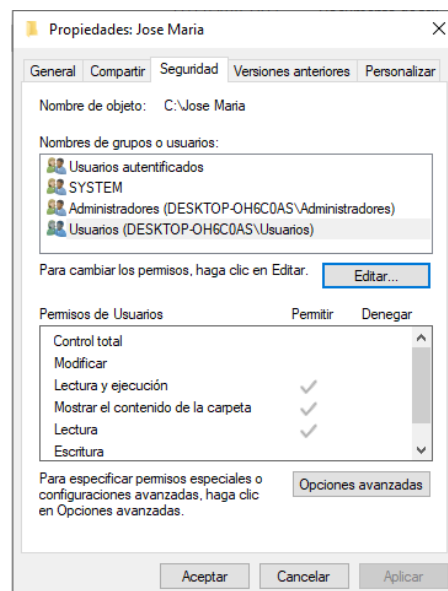 Propiedades: Jose Maria
General Compartir Seguridad Versiones anteriores Personalizar
Nombre de objeto: C:\Jose Maria
Nombres de grupos o usuarios:
Usuarios autentificados
SYSTEM
Administradores (DESKTOP-OH6C0AS\Administradores)
Usuarios (DESKTOP-OH6C0AS\Usuarios)
Para cambiar los permisos, haga clic en Editar. Editar...
Permisos de Usuarios Permitir Denegar
Control total
Modificar
Lectura y ejecución
Mostrar el contenido de la carpeta
Lectura
Escritura
Para especificar permisos especiales o
configuraciones avanzadas, haga clic
en Opciones avanzadas.
Opciones avanzadas
Aceptar Cancelar Aplicar